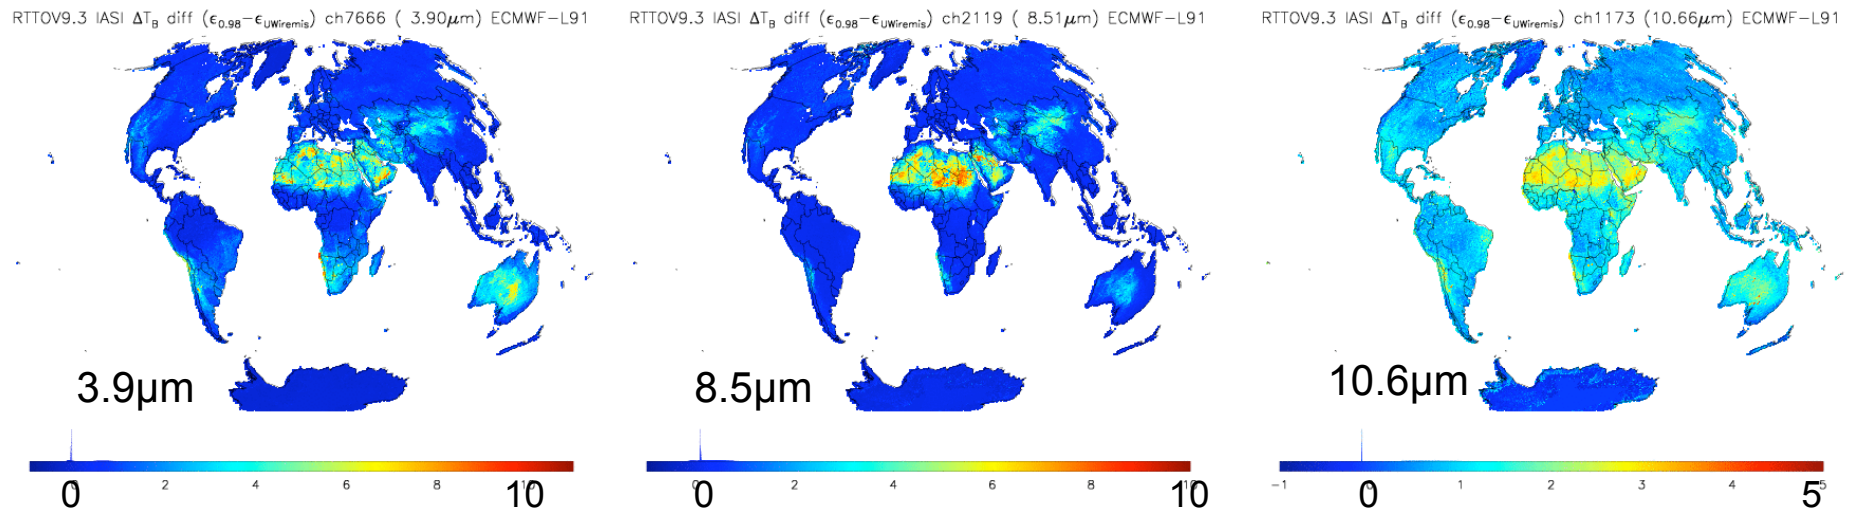 RTTOV9.3 IASI ΔT_B diff (ϵ_0.98−ϵ_UWiremis) ch7666 ( 3.90μm) ECMWF−L91
RTTOV9.3 IASI ΔT_B diff (ϵ_0.98−ϵ_UWiremis) ch2119 ( 8.51μm) ECMWF−L91
RTTOV9.3 IASI ΔT_B diff (ϵ_0.98−ϵ_UWiremis) ch1173 (10.66μm) ECMWF−L91
3.9µm
8.5µm
10.6µm
0 2 4 6 8 10
0 2 4 6 8 10
−1 0 1 2 3 4 5